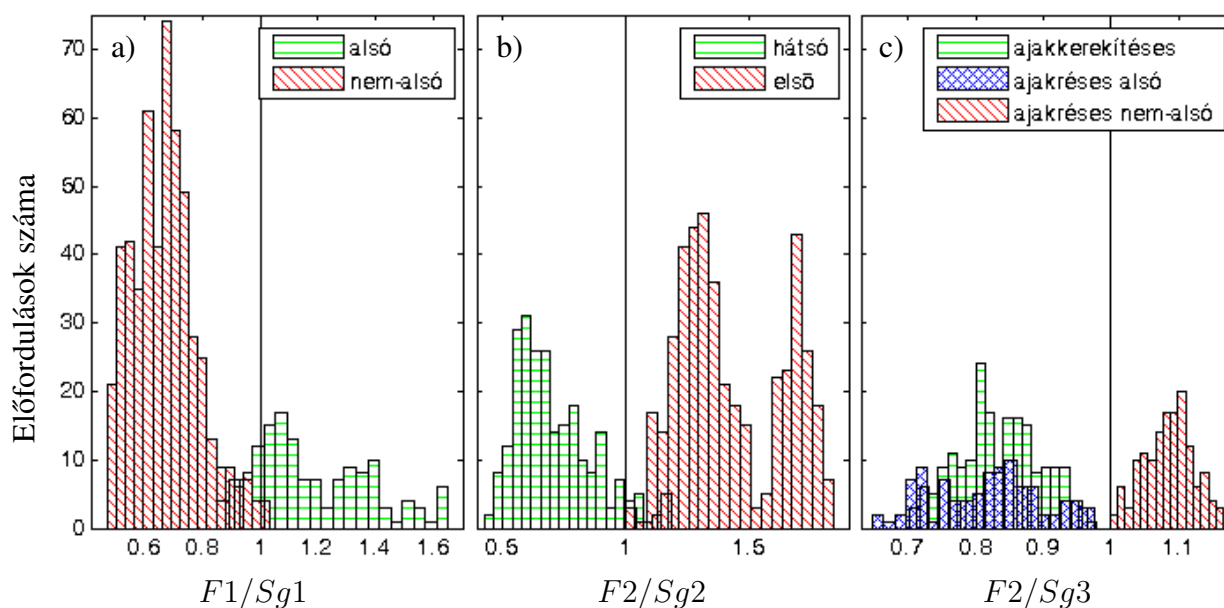 Előfordulások száma
70
60
50
40
30
20
10
0
a)
alsó
nem-alsó
0.6 0.8 1 1.2 1.4 1.6
F1/Sg1
b)
hátsó
elsõ
0.5 1 1.5
F2/Sg2
c)
ajakkerekítéses
ajakréses alsó
ajakréses nem-alsó
0.7 0.8 0.9 1 1.1
F2/Sg3